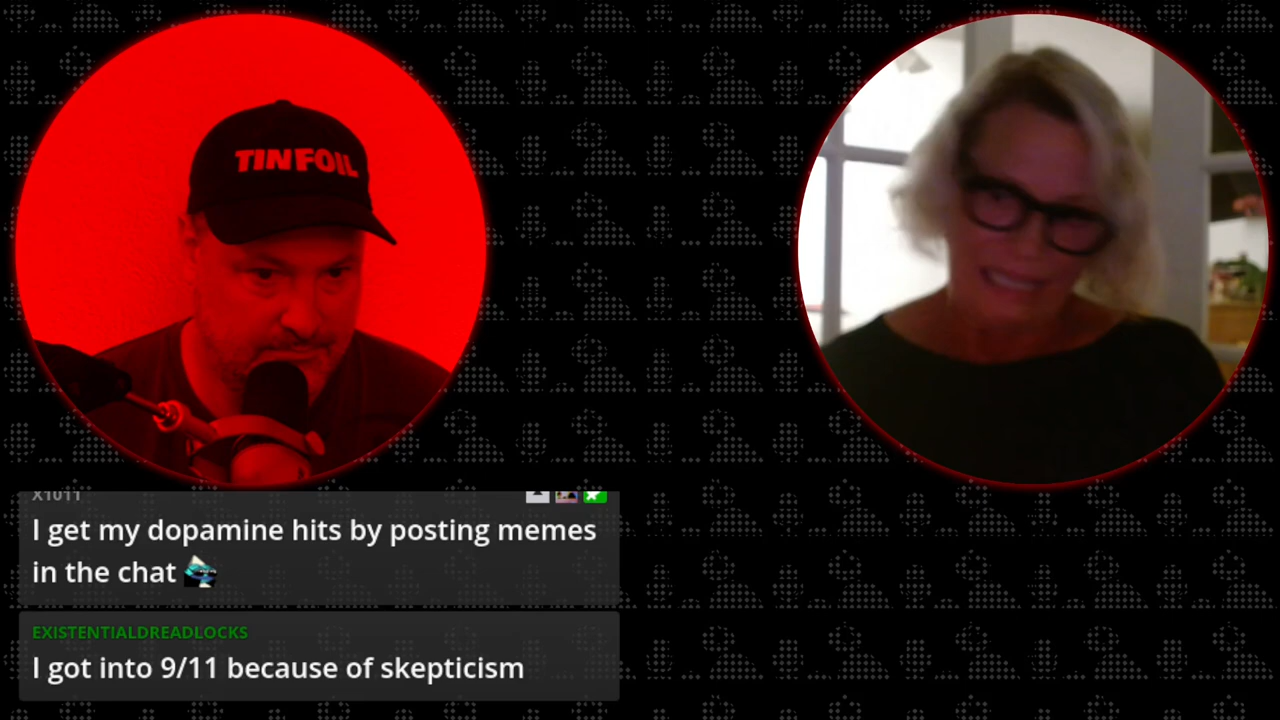 TINFOIL
X1011
I get my dopamine hits by posting memes
in the chat
EXISTENTIALDREADLOCKS
I got into 9/11 because of skepticism